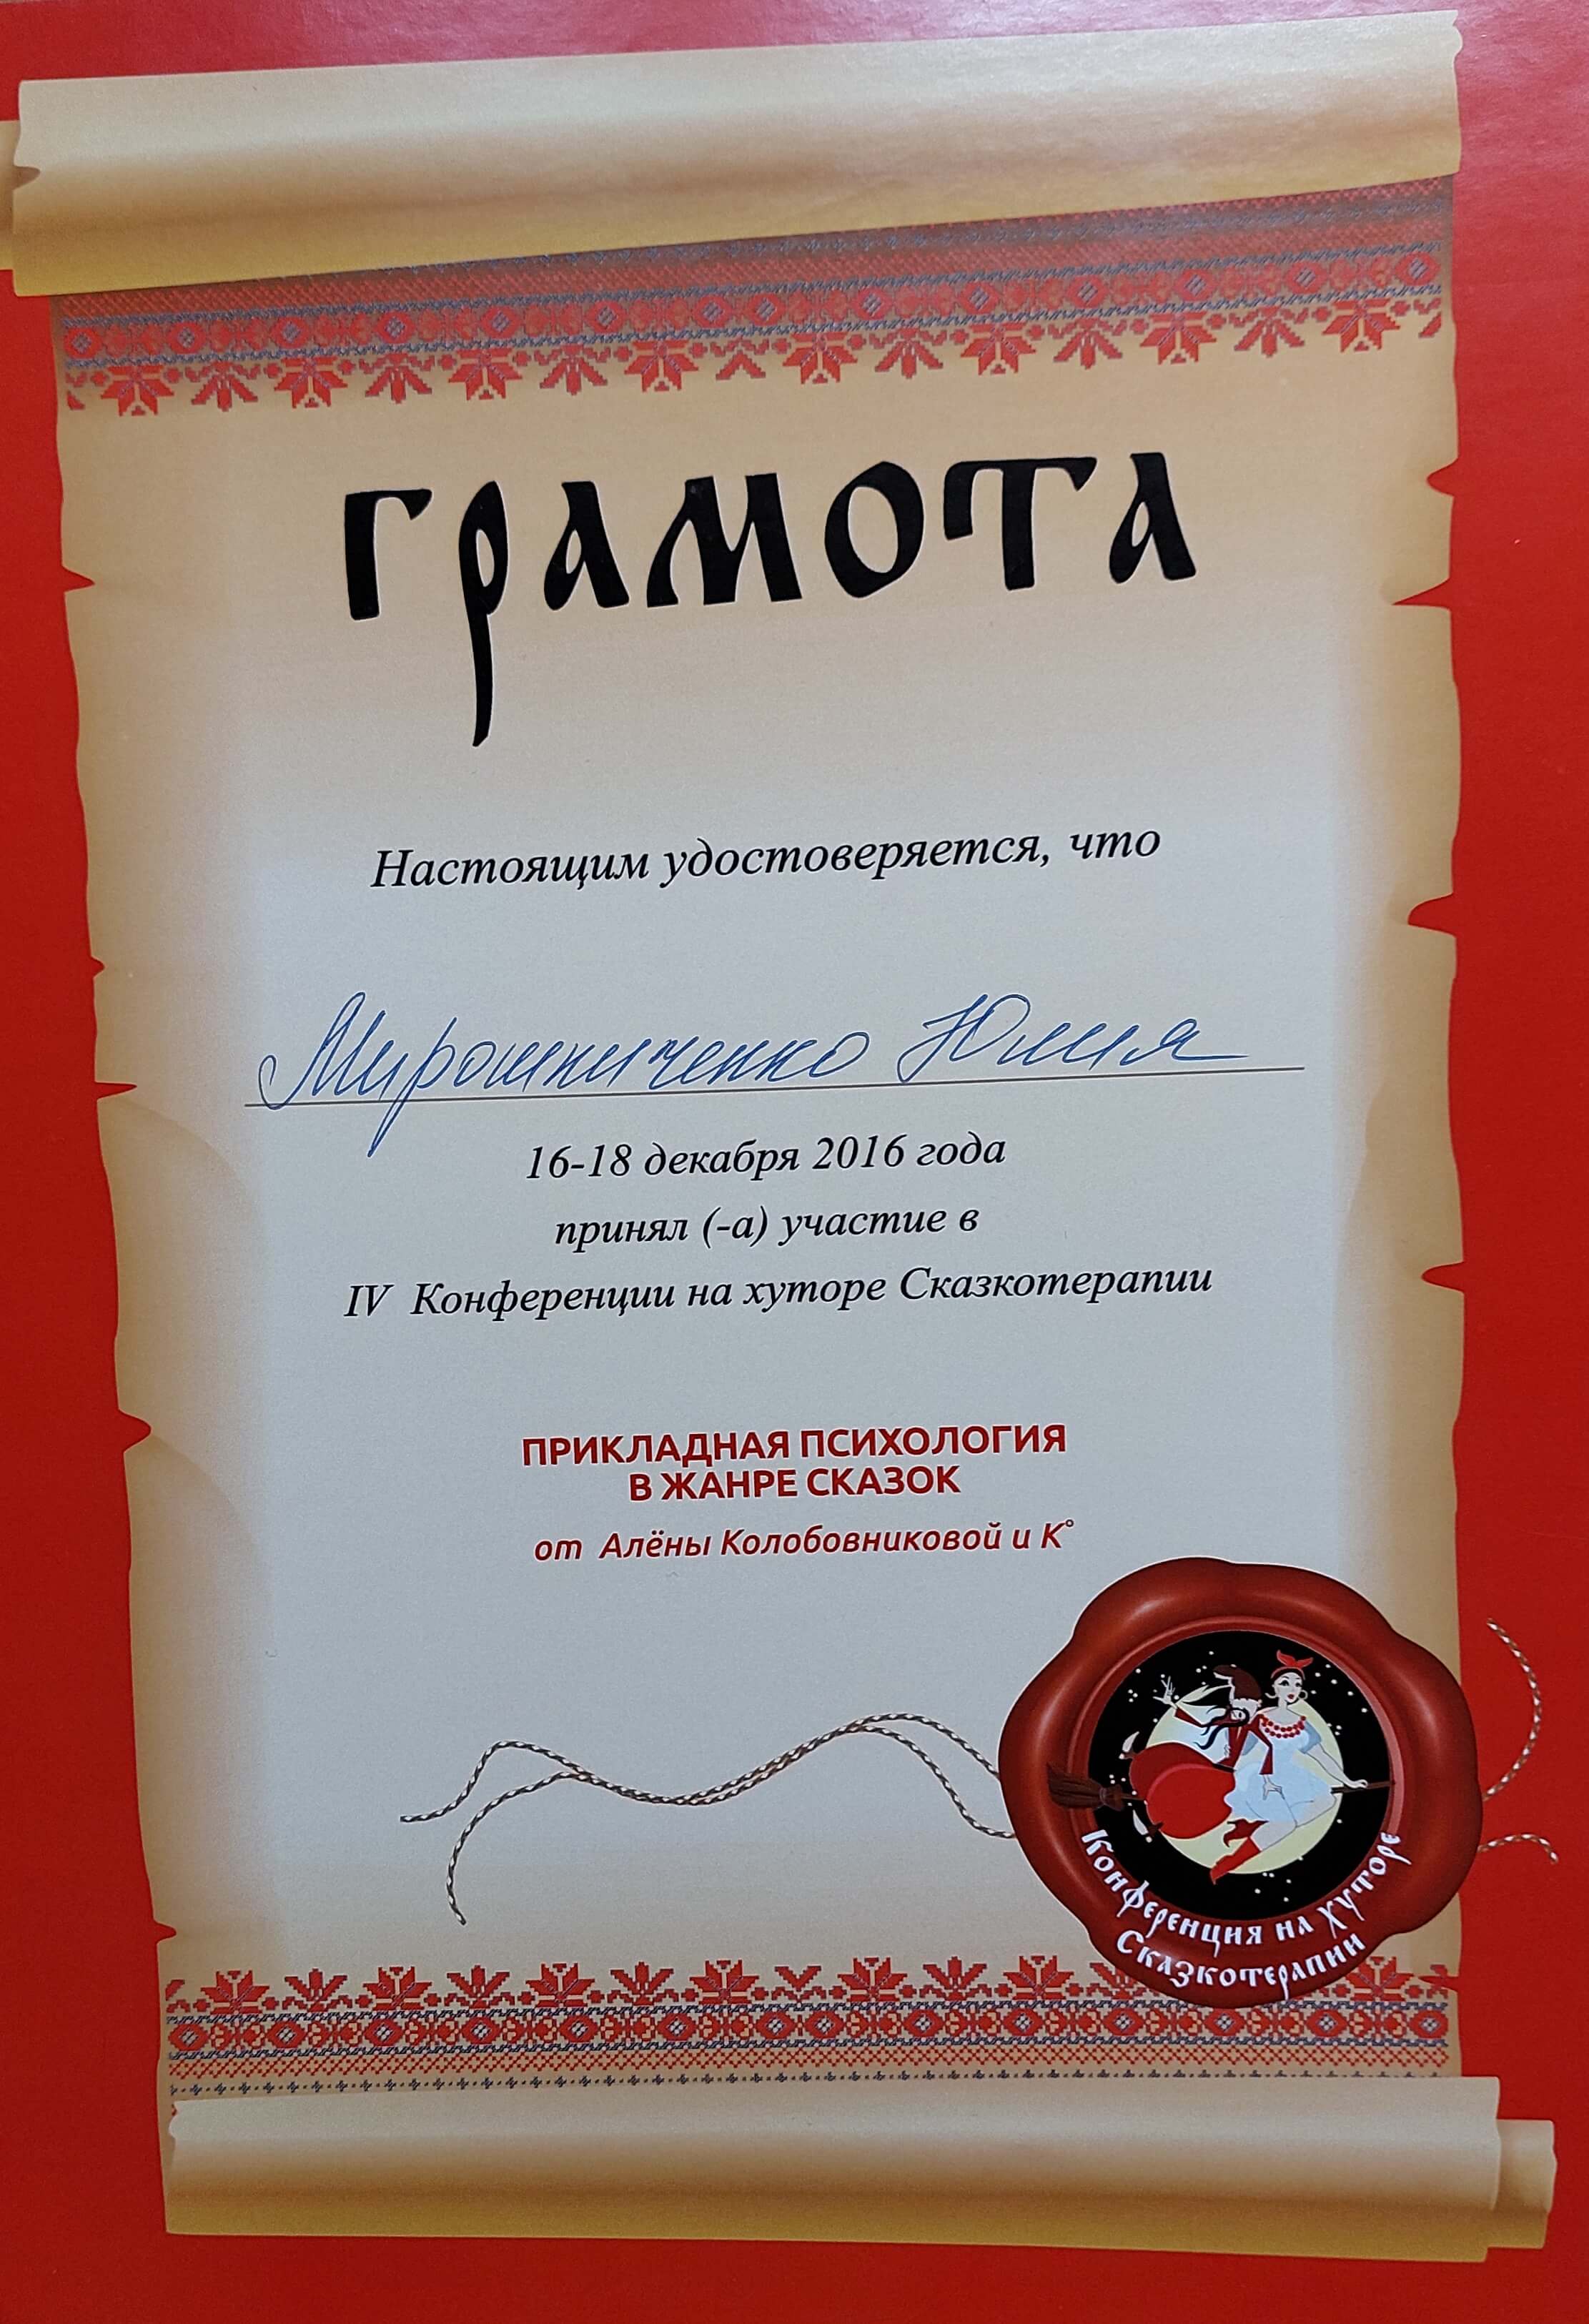 ГРАМОТА
Настоящим удостоверяется, что
Мирошниченко Юлия
16-18 декабря 2016 года
принял (-а) участие в
IV Конференции на хуторе Сказкотерапии
ПРИКЛАДНАЯ ПСИХОЛОГИЯ
В ЖАНРЕ СКАЗОК
от Алёны Колобовниковой и К°
Конференция на хуторе
Сказкотерапии